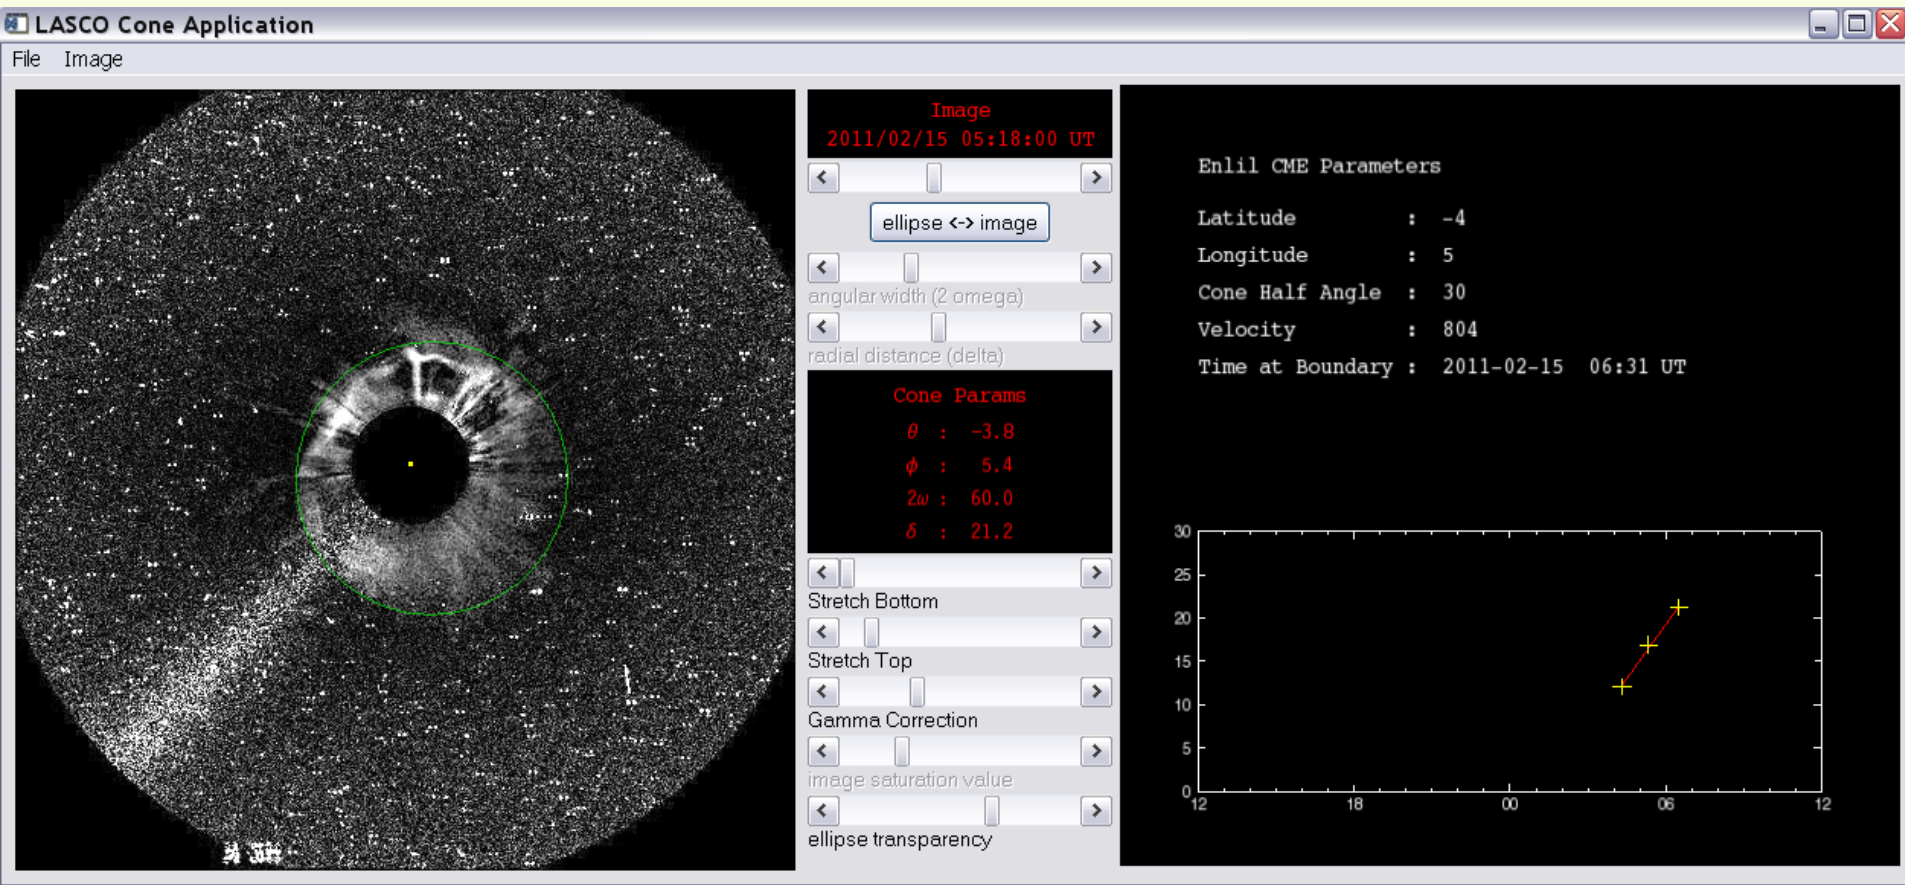 LASCO Cone Application
File Image
Image
2011/02/15 05:18:00 UT
ellipse <-> image
angular width (2 omega)
radial distance (delta)
Cone Params
θ : -3.8
ϕ : 5.4
2ω : 60.0
δ : 21.2
Stretch Bottom
Stretch Top
Gamma Correction
image saturation value
ellipse transparency
Enlil CME Parameters
Latitude : -4
Longitude : 5
Cone Half Angle : 30
Velocity : 804
Time at Boundary : 2011-02-15 06:31 UT
30
25
20
15
10
5
0
12 18 00 06 12